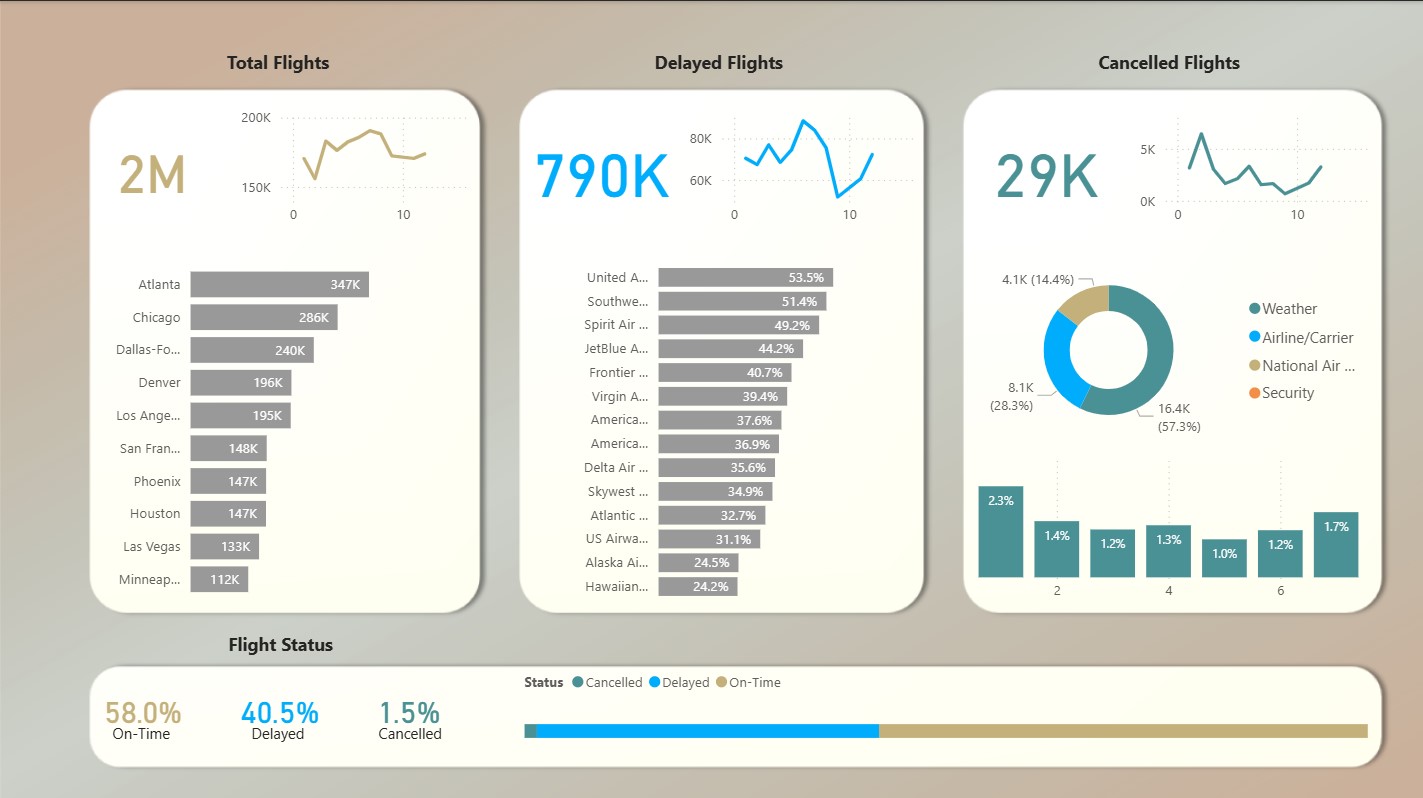 Total Flights
Delayed Flights
Cancelled Flights
2M
200K
150K
0
10
Atlanta 347K
Chicago 286K
Dallas-Fo... 240K
Denver 196K
Los Ange... 195K
San Fran... 148K
Phoenix 147K
Houston 147K
Las Vegas 133K
Minneap... 112K
790K
80K
60K
0
10
United A... 53.5%
Southwe... 51.4%
Spirit Air ... 49.2%
JetBlue A... 44.2%
Frontier ... 40.7%
Virgin A... 39.4%
America... 37.6%
America... 36.9%
Delta Air ... 35.6%
Skywest ... 34.9%
Atlantic ... 32.7%
US Airwa... 31.1%
Alaska Ai... 24.5%
Hawaiian... 24.2%
29K
5K
0K
0
10
4.1K (14.4%)
8.1K
(28.3%)
16.4K
(57.3%)
Weather
Airline/Carrier
National Air ...
Security
2.3%
1.4%
1.2%
1.3%
1.0%
1.2%
1.7%
2
4
6
Flight Status
58.0%
On-Time
40.5%
Delayed
1.5%
Cancelled
Status Cancelled Delayed On-Time